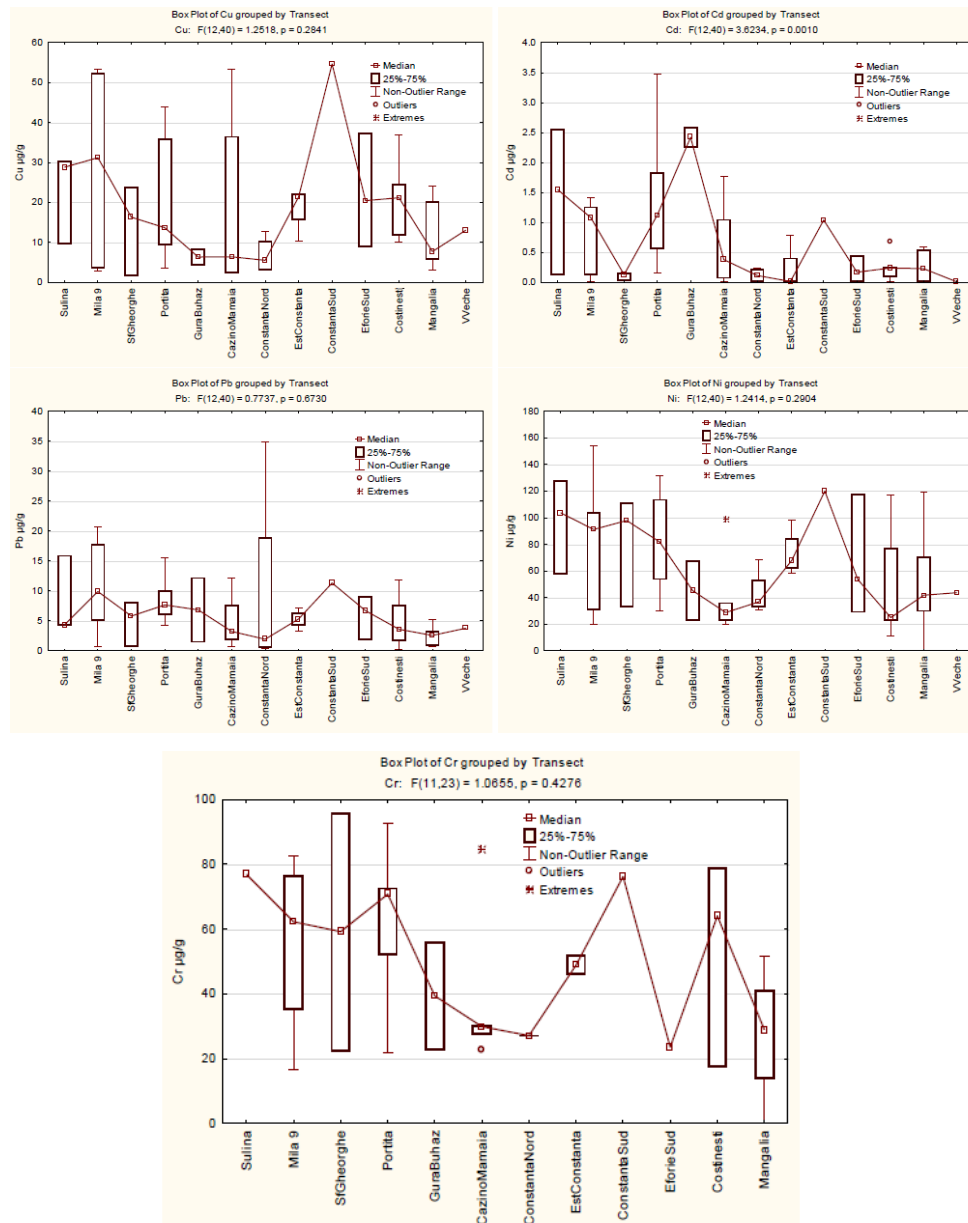 Box Plot of Cu grouped by Transect
Cu: F(12,40) = 1.2518, p = 0.2841
60
50
40
30
20
10
0
Cu µg/g
Median
25%-75%
Non-Outlier Range
Outliers
Extremes
Sulina
Mila 9
SfGheorghe
Portita
GuraBuhaz
CazinoMamaia
ConstantaNord
EstConstanta
ConstantaSud
EforieSud
Costinesti
Mangalia
VVeche
Box Plot of Cd grouped by Transect
Cd: F(12,40) = 3.6234, p = 0.0010
4.0
3.5
3.0
2.5
2.0
1.5
1.0
0.5
0.0
Cd µg/g
Median
25%-75%
Non-Outlier Range
Outliers
Extremes
Sulina
Mila 9
SfGheorghe
Portita
GuraBuhaz
CazinoMamaia
ConstantaNord
EstConstanta
ConstantaSud
EforieSud
Costinesti
Mangalia
VVeche
Box Plot of Pb grouped by Transect
Pb: F(12,40) = 0.7737, p = 0.6730
40
35
30
25
20
15
10
5
0
Pb µg/g
Median
25%-75%
Non-Outlier Range
Outliers
Extremes
Sulina
Mila 9
SfGheorghe
Portita
GuraBuhaz
CazinoMamaia
ConstantaNord
EstConstanta
ConstantaSud
EforieSud
Costinesti
Mangalia
VVeche
Box Plot of Ni grouped by Transect
Ni: F(12,40) = 1.2414, p = 0.2904
180
160
140
120
100
80
60
40
20
0
Ni µg/g
Median
25%-75%
Non-Outlier Range
Outliers
Extremes
Sulina
Mila 9
SfGheorghe
Portita
GuraBuhaz
CazinoMamaia
ConstantaNord
EstConstanta
ConstantaSud
EforieSud
Costinesti
Mangalia
VVeche
Box Plot of Cr grouped by Transect
Cr: F(11,23) = 1.0655, p = 0.4276
100
80
60
40
20
0
Cr µg/g
Median
25%-75%
Non-Outlier Range
Outliers
Extremes
Sulina
Mila 9
SfGheorghe
Portita
GuraBuhaz
CazinoMamaia
ConstantaNord
EstConstanta
ConstantaSud
EforieSud
Costinesti
Mangalia